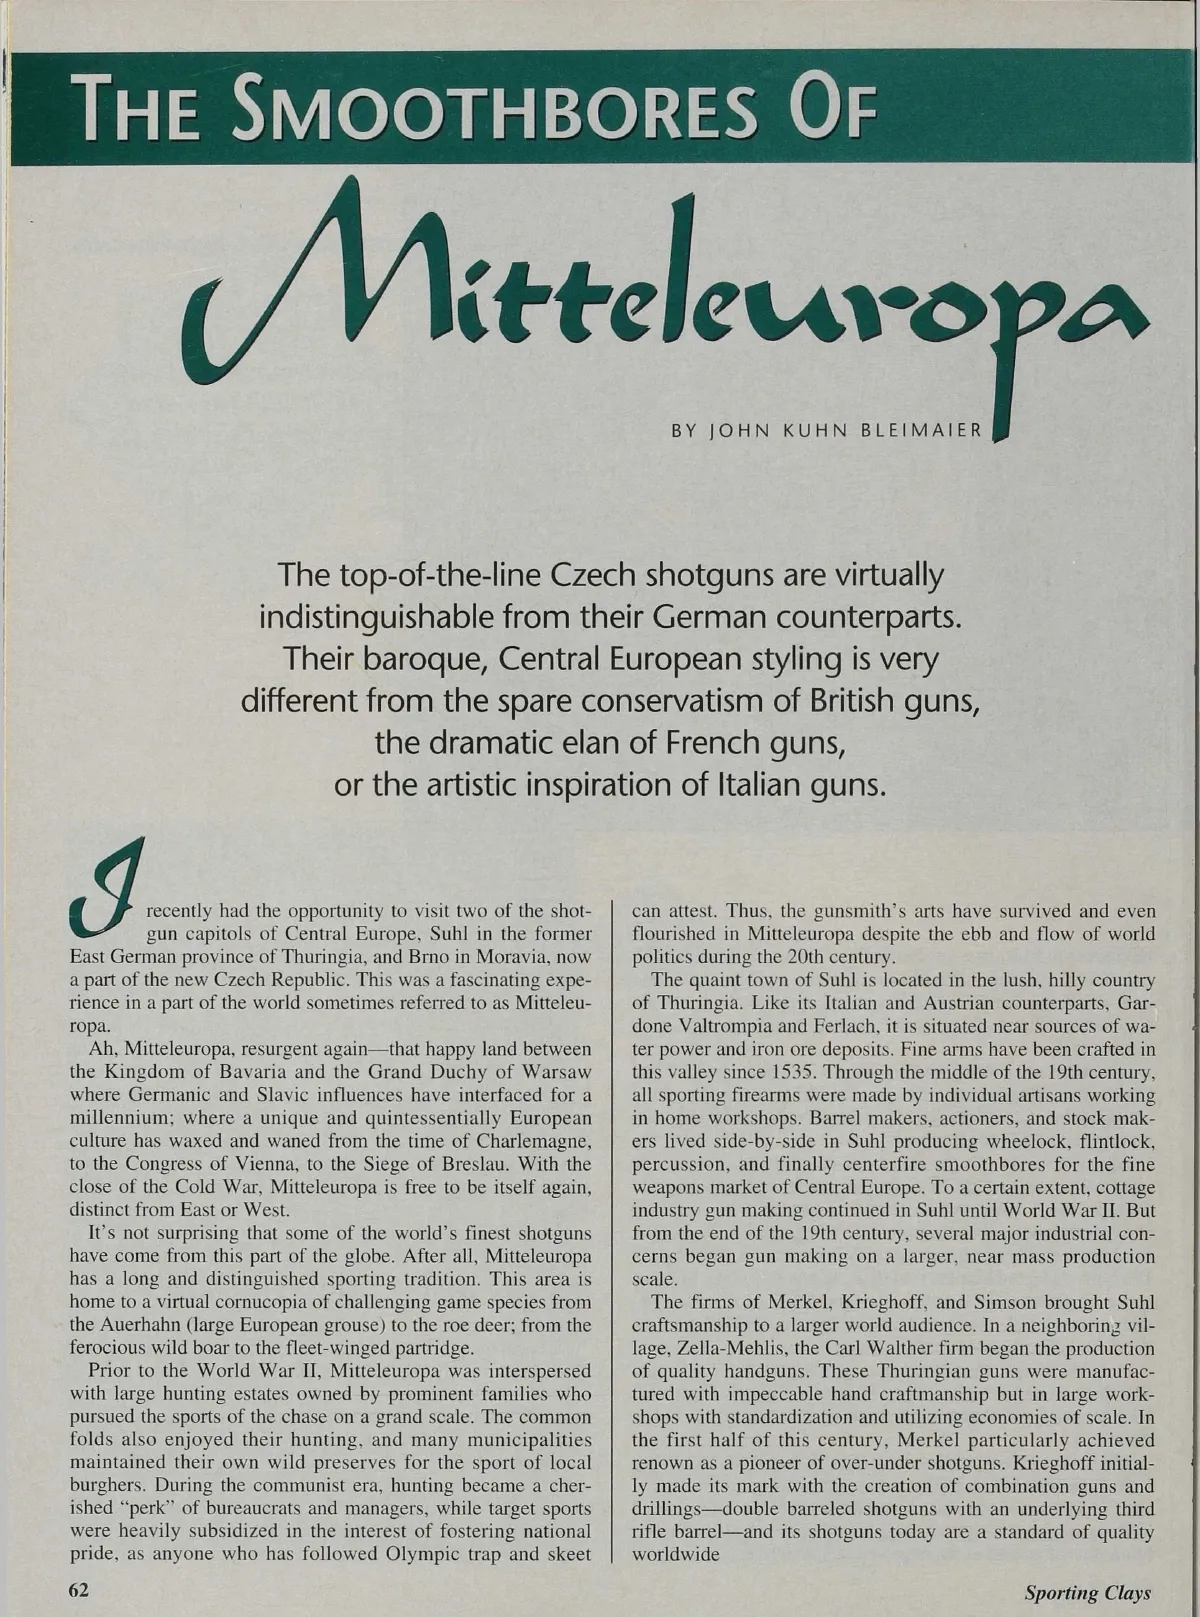 THE SMOOTHBORES OF
Mitteleuropa
BY JOHN KUHN BLEIMAIER
The top-of-the-line Czech shotguns are virtually
indistinguishable from their German counterparts.
Their baroque, Central European styling is very
different from the spare conservatism of British guns,
the dramatic elan of French guns,
or the artistic inspiration of Italian guns.
I recently had the opportunity to visit two of the shot-
gun capitols of Central Europe, Suhl in the former
East German province of Thuringia, and Brno in Moravia, now
a part of the new Czech Republic. This was a fascinating expe-
rience in a part of the world sometimes referred to as Mitteleu-
ropa.
Ah, Mitteleuropa, resurgent again—that happy land between
the Kingdom of Bavaria and the Grand Duchy of Warsaw
where Germanic and Slavic influences have interfaced for a
millennium; where a unique and quintessentially European
culture has waxed and waned from the time of Charlemagne,
to the Congress of Vienna, to the Siege of Breslau. With the
close of the Cold War, Mitteleuropa is free to be itself again,
distinct from East or West.
It's not surprising that some of the world's finest shotguns
have come from this part of the globe. After all, Mitteleuropa
has a long and distinguished sporting tradition. This area is
home to a virtual cornucopia of challenging game species from
the Auerhahn (large European grouse) to the roe deer; from the
ferocious wild boar to the fleet-winged partridge.
Prior to the World War II, Mitteleuropa was interspersed
with large hunting estates owned by prominent families who
pursued the sports of the chase on a grand scale. The common
folds also enjoyed their hunting, and many municipalities
maintained their own wild preserves for the sport of local
burghers. During the communist era, hunting became a cher-
ished “perk” of bureaucrats and managers, while target sports
were heavily subsidized in the interest of fostering national
pride, as anyone who has followed Olympic trap and skeet
can attest. Thus, the gunsmith's arts have survived and even
flourished in Mitteleuropa despite the ebb and flow of world
politics during the 20th century.
The quaint town of Suhl is located in the lush, hilly country
of Thuringia. Like its Italian and Austrian counterparts, Gar-
done Valtrompia and Ferlach, it is situated near sources of wa-
ter power and iron ore deposits. Fine arms have been crafted in
this valley since 1535. Through the middle of the 19th century,
all sporting firearms were made by individual artisans working
in home workshops. Barrel makers, actioners, and stock mak-
ers lived side-by-side in Suhl producing wheelock, flintlock,
percussion, and finally centerfire smoothbores for the fine
weapons market of Central Europe. To a certain extent, cottage
industry gun making continued in Suhl until World War II. But
from the end of the 19th century, several major industrial con-
cerns began gun making on a larger, near mass production
scale.
The firms of Merkel, Krieghoff, and Simson brought Suhl
craftsmanship to a larger world audience. In a neighboring vil-
lage, Zella-Mehlis, the Carl Walther firm began the production
of quality handguns. These Thuringian guns were manufac-
tured with impeccable hand craftmanship but in large work-
shops with standardization and utilizing economies of scale. In
the first half of this century, Merkel particularly achieved
renown as a pioneer of over-under shotguns. Krieghoff initial-
ly made its mark with the creation of combination guns and
drillings—double barreled shotguns with an underlying third
rifle barrel—and its shotguns today are a standard of quality
worldwide
62
Sporting Clays